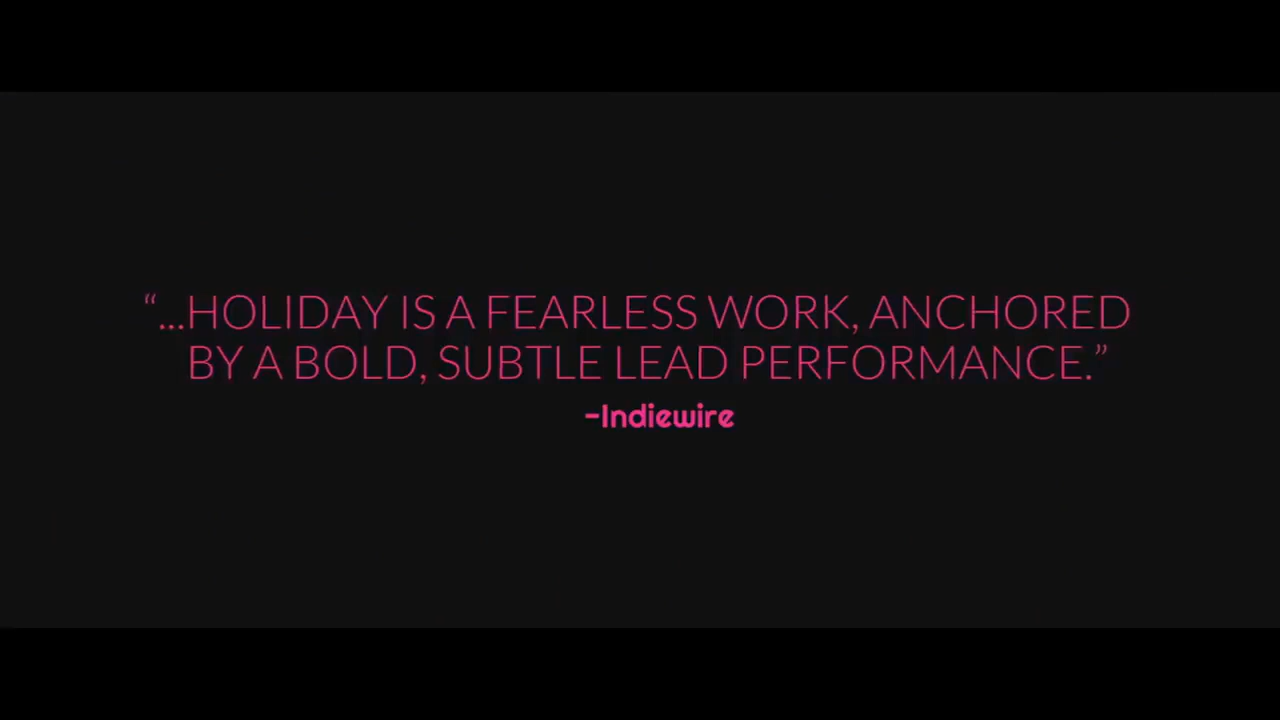 “...HOLIDAY IS A FEARLESS WORK, ANCHORED
BY A BOLD, SUBTLE LEAD PERFORMANCE.”
-Indiewire